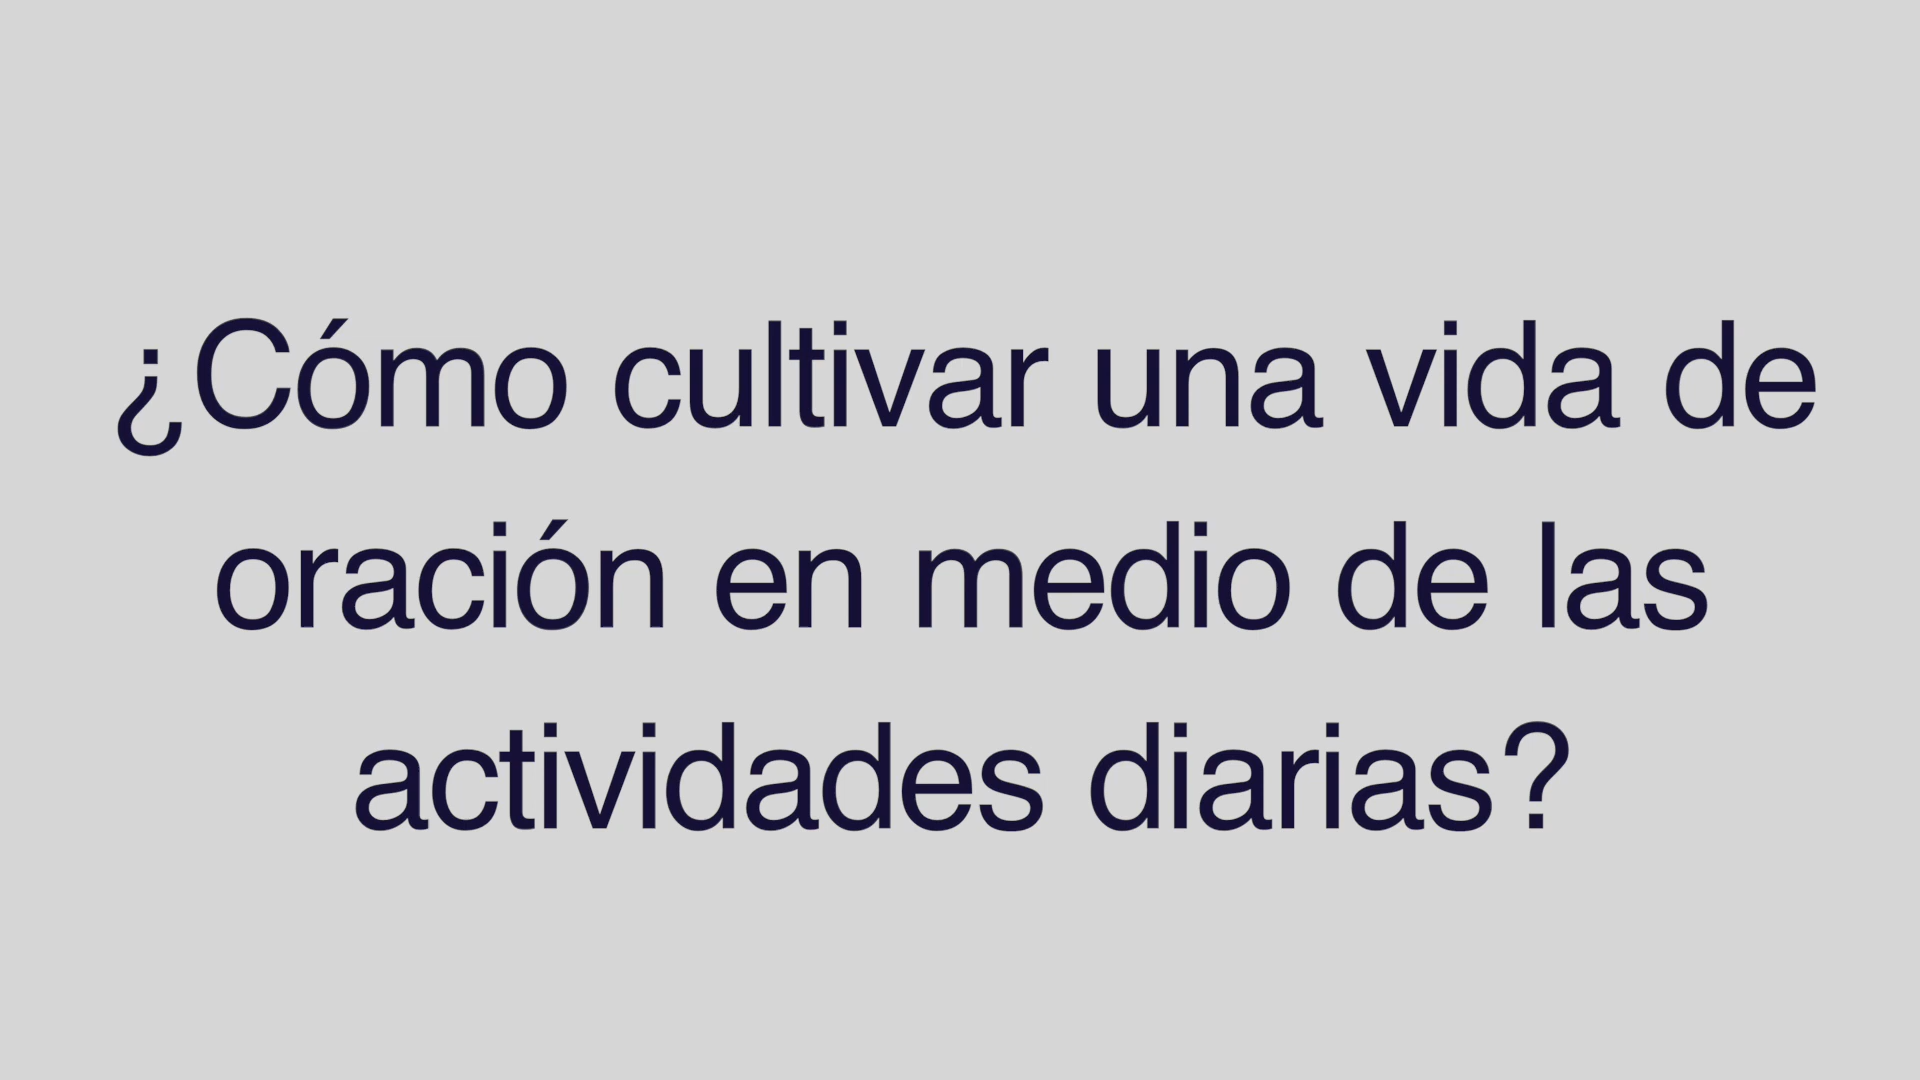 ¿Cómo cultivar una vida de
oración en medio de las
actividades diarias?